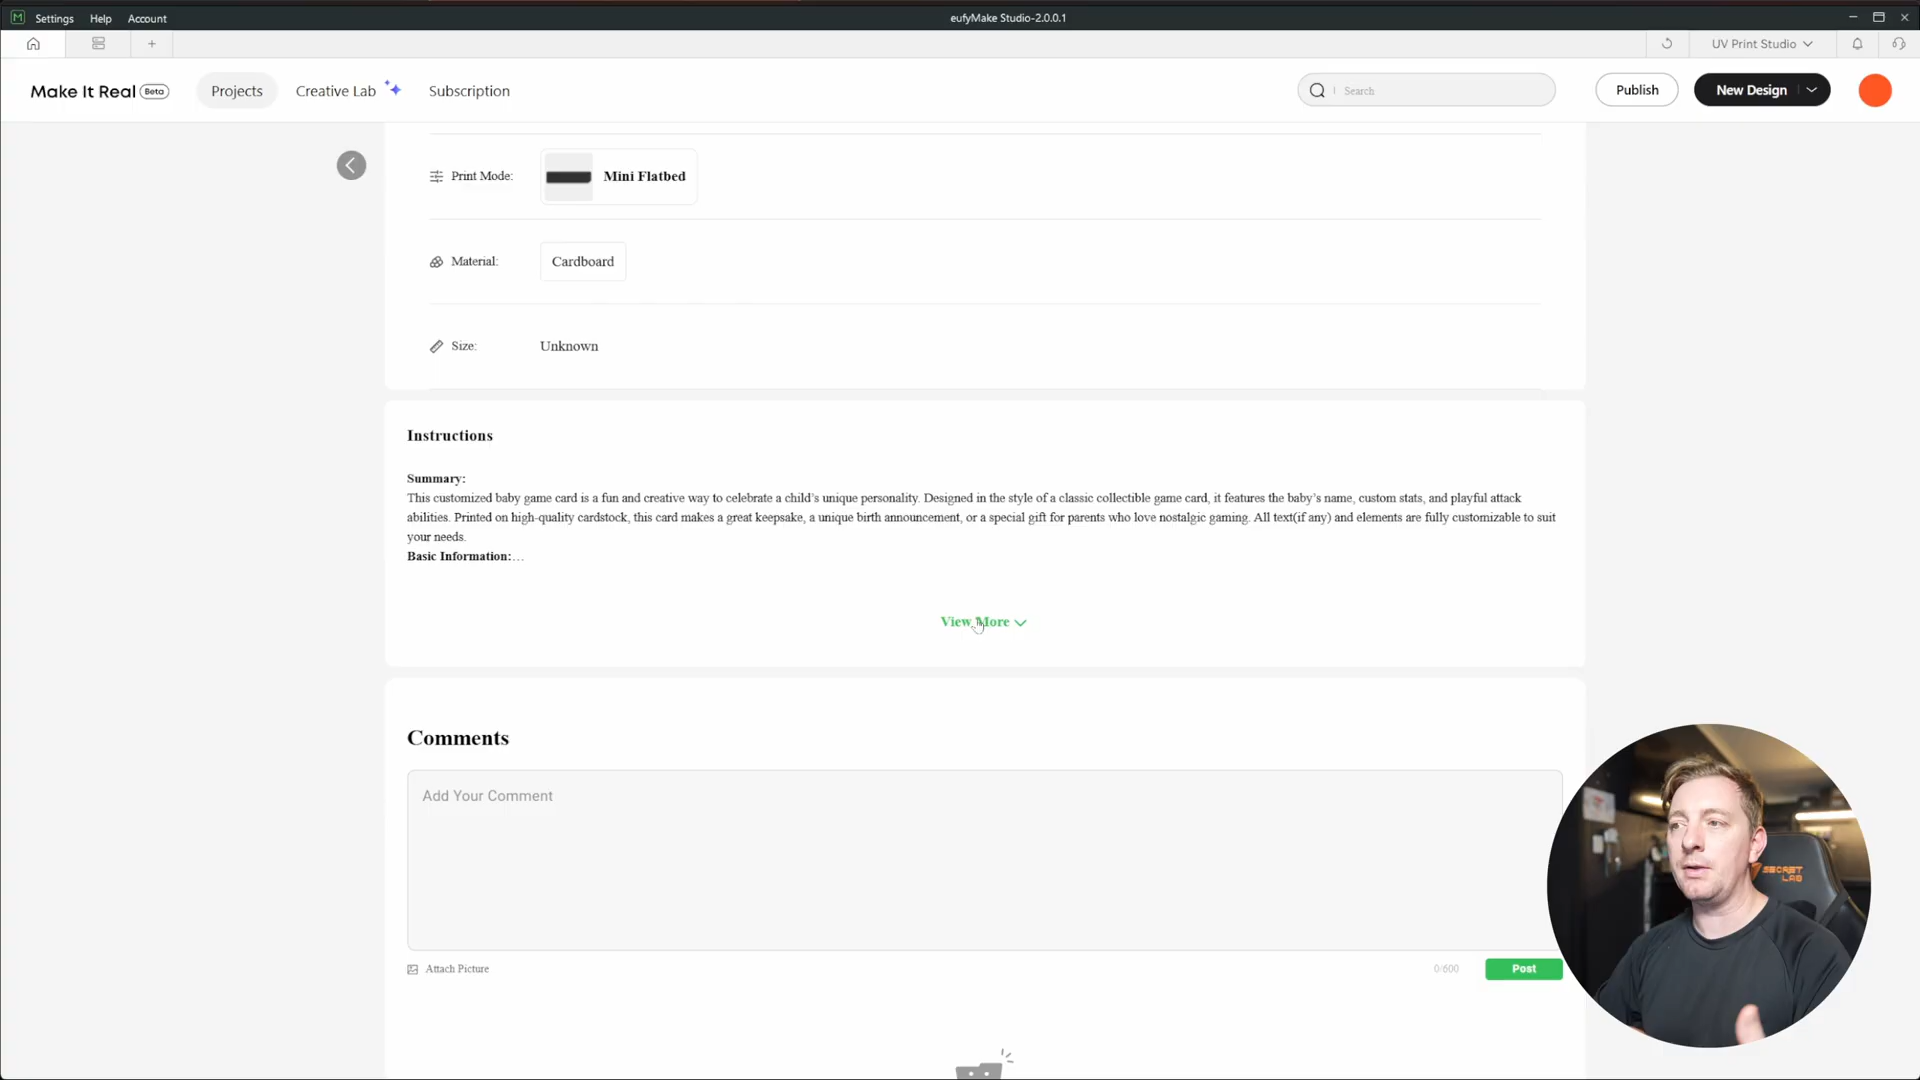 Settings Help Account
eufyMake Studio-2.0.0.1
UV Print Studio
Make It Real Beta
Projects
Creative Lab
Subscription
Search
Publish
New Design
Print Mode:
Mini Flatbed
Material:
Cardboard
Size:
Unknown
Instructions
Summary:
This customized baby game card is a fun and creative way to celebrate a child's unique personality. Designed in the style of a classic collectible game card, it features the baby's name, custom stats, and playful attack
abilities. Printed on high-quality cardstock, this card makes a great keepsake, a unique birth announcement, or a special gift for parents who love nostalgic gaming. All text(if any) and elements are fully customizable to suit
your needs.
Basic Information:…
View More
Comments
Add Your Comment
Attach Picture
0/600
Post
SECRET
LAB